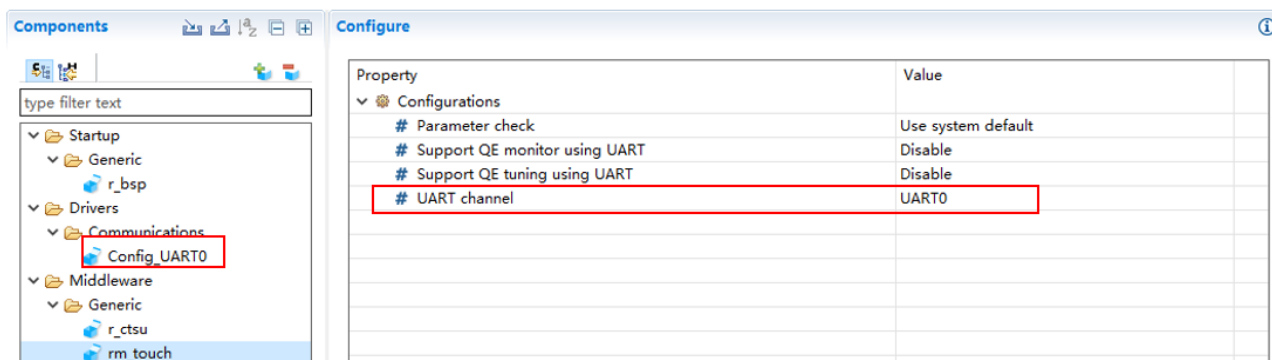 Components
Configure
type filter text
Startup
Generic
r_bsp
Drivers
Communications
Config_UART0
Middleware
Generic
r_ctsu
rm_touch
Property Value
Configurations
# Parameter check Use system default
# Support QE monitor using UART Disable
# Support QE tuning using UART Disable
# UART channel UART0